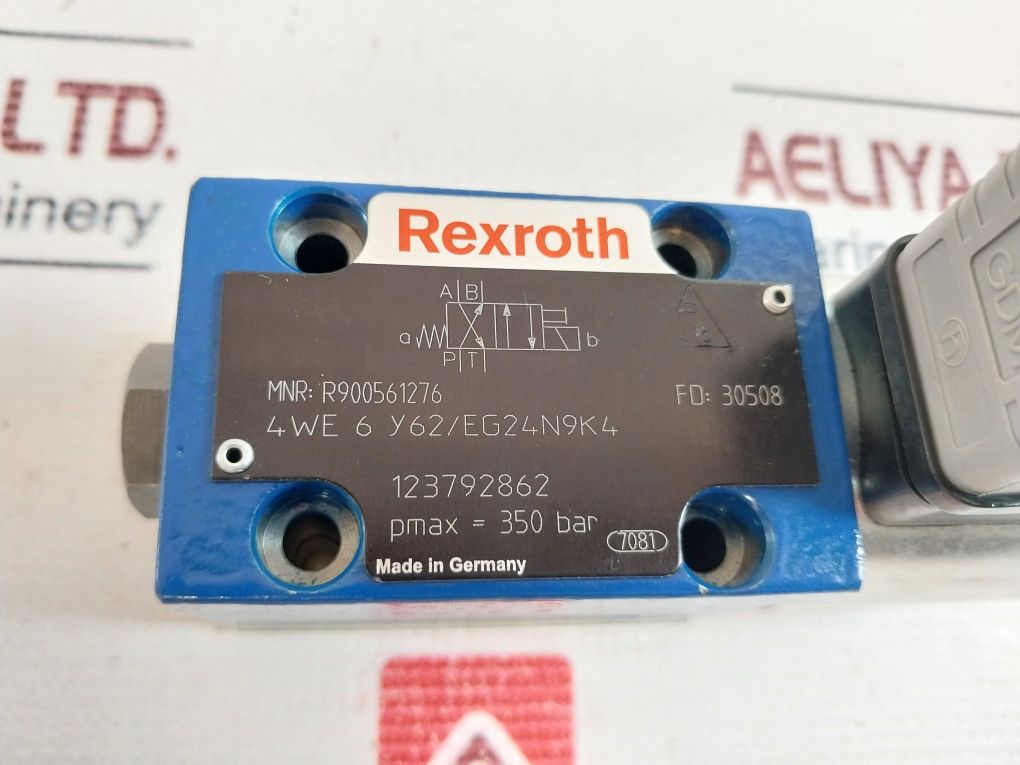 LTD.
AELIYA
inery
erin
Rexroth
A B
a b
P T
MNR: R900561276
FD: 30508
4WE 6 Y62/EG24N9K4
123792862
pmax = 350 bar
7081
Made in Germany
GDM